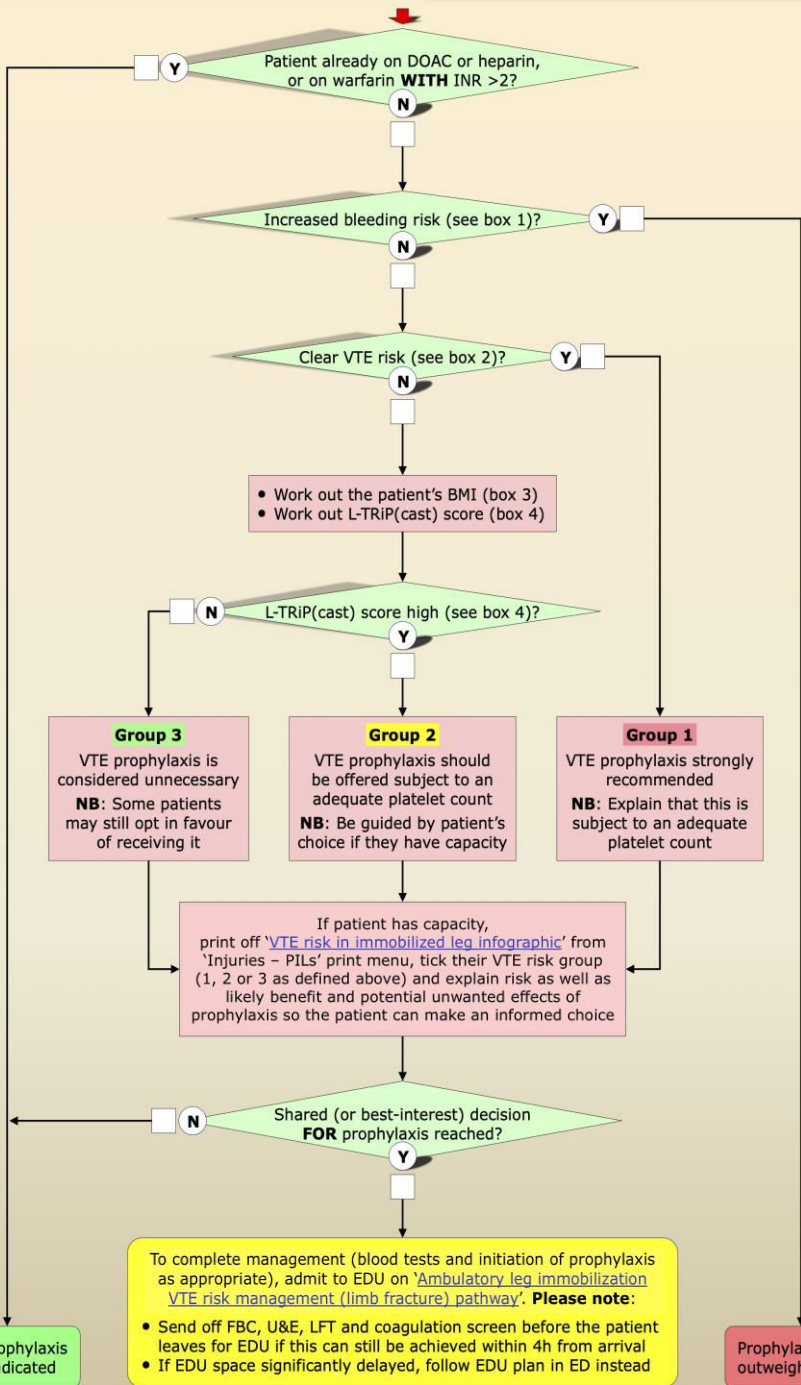 Patient already on DOAC or heparin,
or on warfarin WITH INR >2?
Y
N
Increased bleeding risk (see box 1)?
Y
N
Clear VTE risk (see box 2)?
Y
N
• Work out the patient's BMI (box 3)
• Work out L-TRiP(cast) score (box 4)
N
L-TRiP(cast) score high (see box 4)?
Y
Group 3
VTE prophylaxis is
considered unnecessary
NB: Some patients
may still opt in favour
of receiving it
Group 2
VTE prophylaxis should
be offered subject to an
adequate platelet count
NB: Be guided by patient's
choice if they have capacity
Group 1
VTE prophylaxis strongly
recommended
NB: Explain that this is
subject to an adequate
platelet count
If patient has capacity,
print off 'VTE risk in immobilized leg infographic' from
'Injuries – PILs' print menu, tick their VTE risk group
(1, 2 or 3 as defined above) and explain risk as well as
likely benefit and potential unwanted effects of
prophylaxis so the patient can make an informed choice
N
Shared (or best-interest) decision
FOR prophylaxis reached?
Y
To complete management (blood tests and initiation of prophylaxis
as appropriate), admit to EDU on 'Ambulatory leg immobilization
VTE risk management (limb fracture) pathway'. Please note:
• Send off FBC, U&E, LFT and coagulation screen before the patient
leaves for EDU if this can still be achieved within 4h from arrival
• If EDU space significantly delayed, follow EDU plan in ED instead
ophylaxis
dicated
Prophyla
outweigh